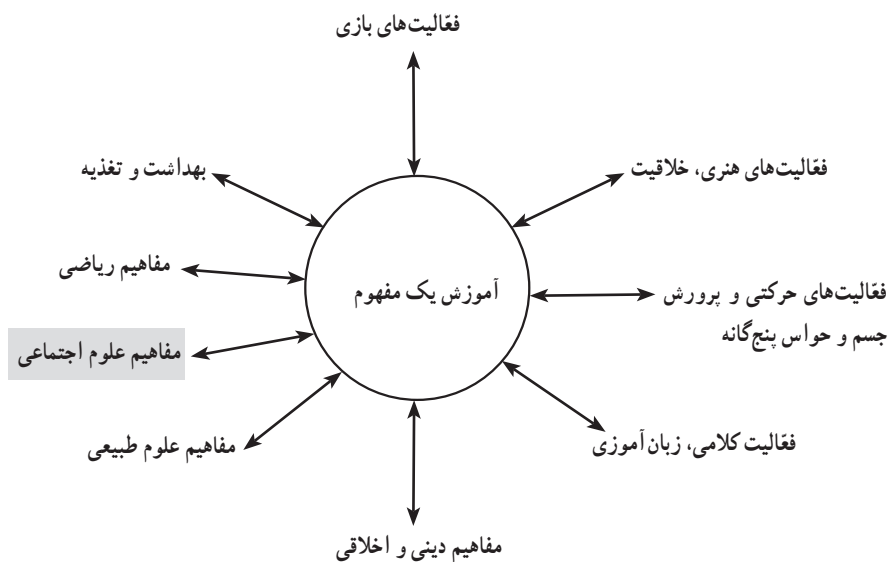 فعّالیت‌های بازی
فعّالیت‌های هنری، خلاقیت
بهداشت و تغذیه
مفاهیم ریاضی
آموزش یک مفهوم
فعّالیت‌های حرکتی و پرورش
جسم و حواس پنج‌گانه
مفاهیم علوم اجتماعی
فعّالیت کلامی، زبان‌آموزی
مفاهیم علوم طبیعی
مفاهیم دینی و اخلاقی